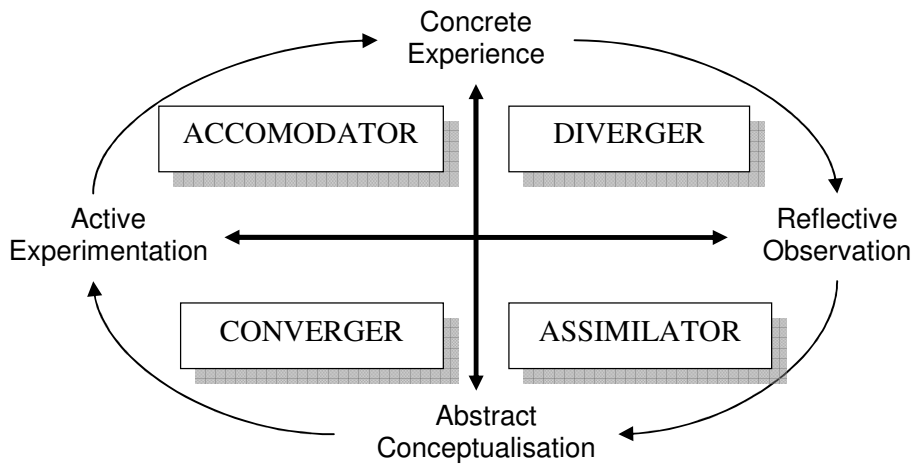 Concrete
Experience
ACCOMODATOR
DIVERGER
Active
Experimentation
Reflective
Observation
CONVERGER
ASSIMILATOR
Abstract
Conceptualisation